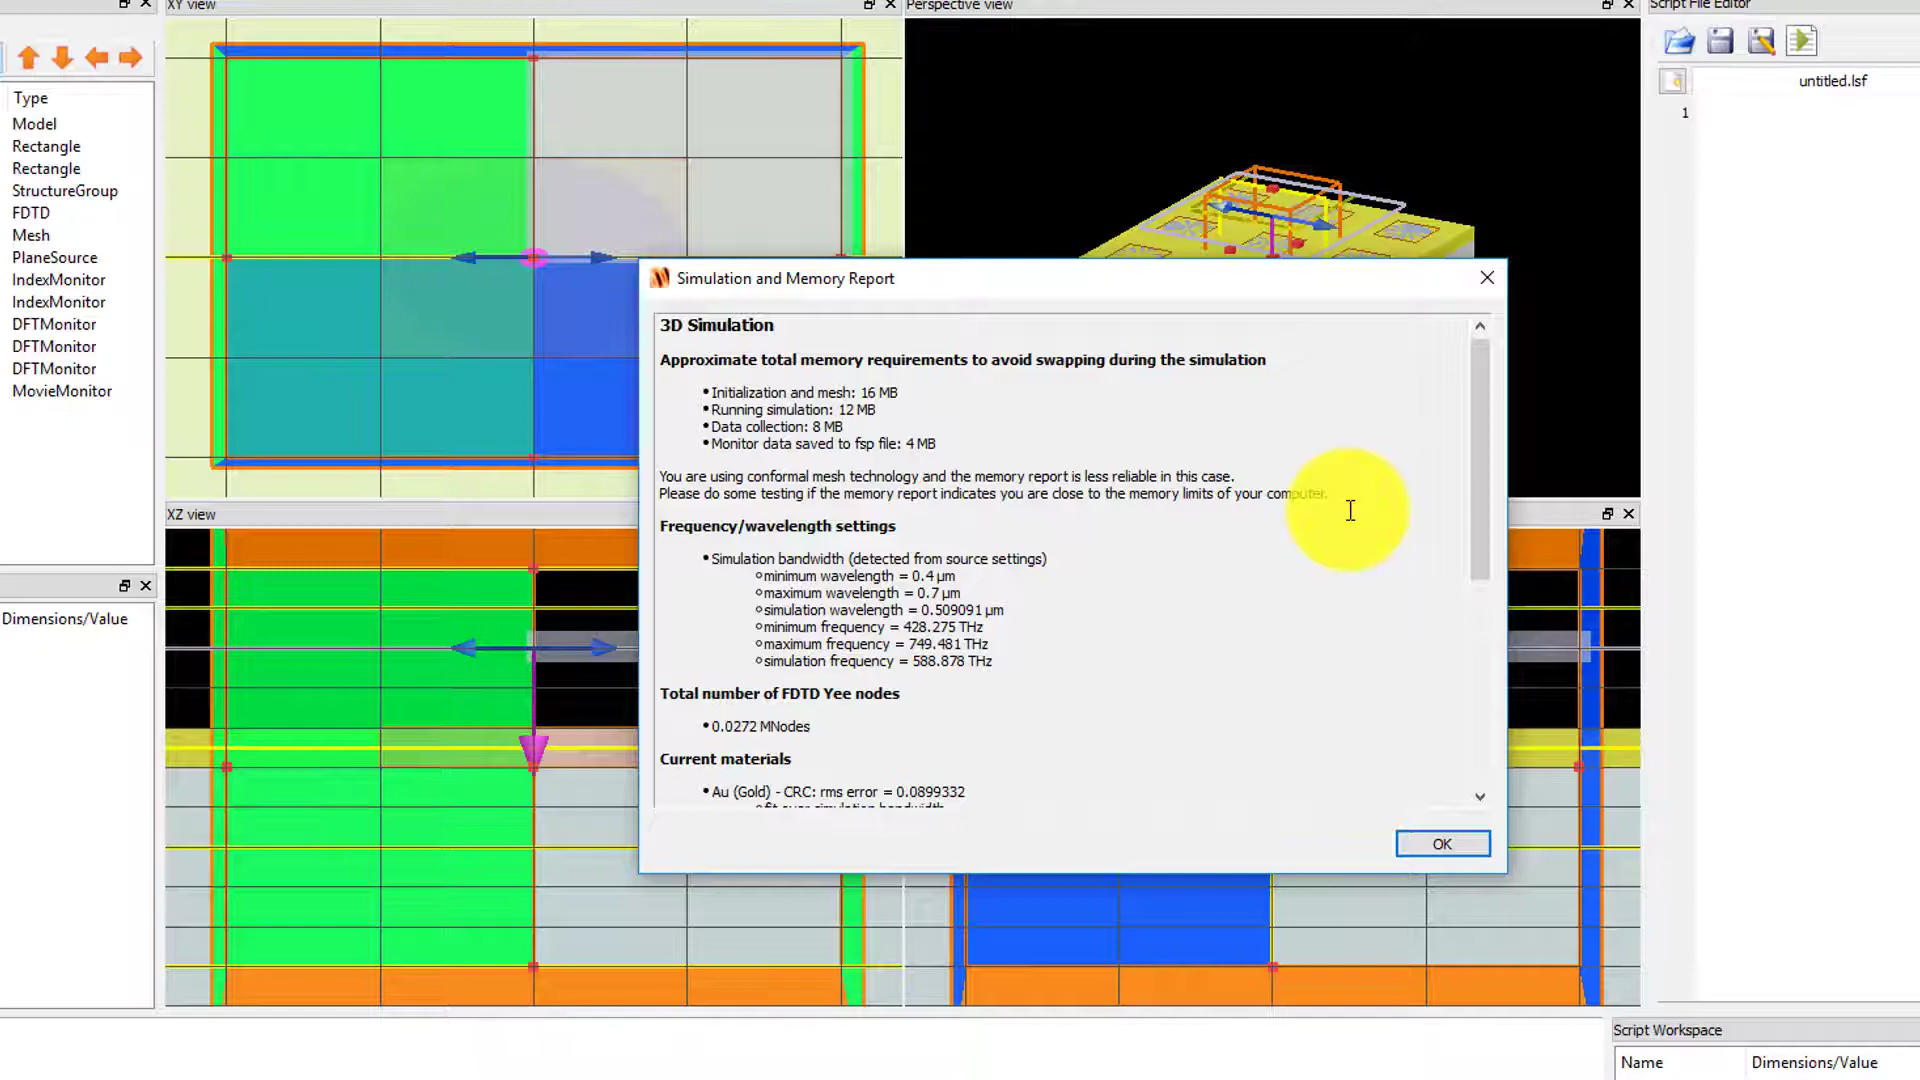 XY view
Perspective view
Script File Editor
Type
Model
Rectangle
Rectangle
StructureGroup
FDTD
Mesh
PlaneSource
IndexMonitor
IndexMonitor
DFTMonitor
DFTMonitor
DFTMonitor
MovieMonitor
Dimensions/Value
XZ view
untitled.lsf
1
Simulation and Memory Report
3D Simulation
Approximate total memory requirements to avoid swapping during the simulation
Initialization and mesh: 16 MB
Running simulation: 12 MB
Data collection: 8 MB
Monitor data saved to fsp file: 4 MB
You are using conformal mesh technology and the memory report is less reliable in this case.
Please do some testing if the memory report indicates you are close to the memory limits of your computer.
Frequency/wavelength settings
Simulation bandwidth (detected from source settings)
minimum wavelength = 0.4 µm
maximum wavelength = 0.7 µm
simulation wavelength = 0.509091 µm
minimum frequency = 428.275 THz
maximum frequency = 749.481 THz
simulation frequency = 588.878 THz
Total number of FDTD Yee nodes
0.0272 MNodes
Current materials
Au (Gold) - CRC: rms error = 0.0899332
OK
Script Workspace
Name
Dimensions/Value